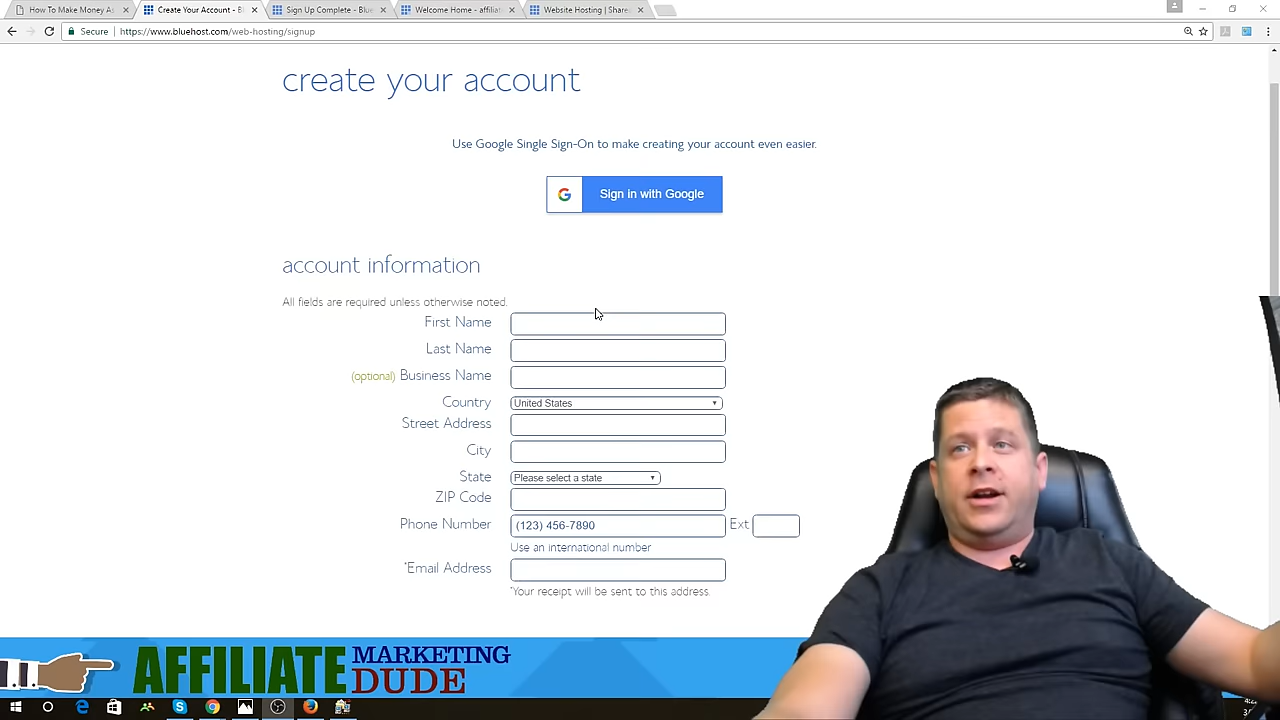 How To Make Money As
Create Your Account - B
Sign Up Complete - Blue
Welcome Home - affiliat
Website Hosting | Share
Secure
https://www.bluehost.com/web-hosting/signup
create your account
Use Google Single Sign-On to make creating your account even easier.
G Sign in with Google
account information
All fields are required unless otherwise noted.
First Name
Last Name
(optional) Business Name
Country United States
Street Address
City
State Please select a state
ZIP Code
Phone Number (123) 456-7890 Ext
Use an international number
*Email Address
*Your receipt will be sent to this address.
AFFILIATE MARKETING
DUDE